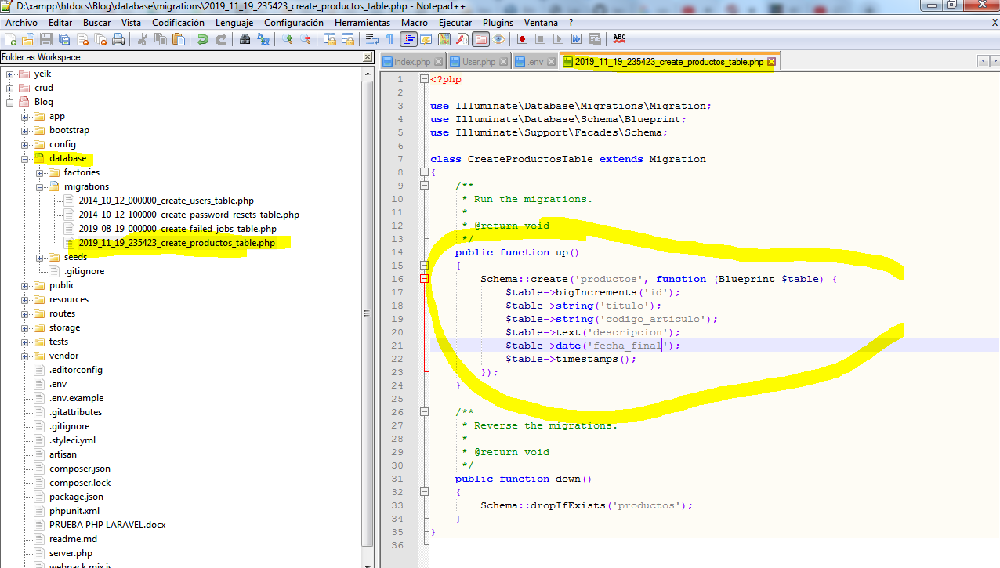 D:\xampp\htdocs\Blog\database\migrations\2019_11_19_235423_create_productos_table.php - Notepad++
Archivo Editar Buscar Vista Codificación Lenguaje Configuración Herramientas Macro Ejecutar Plugins Ventana ? X
ABC
Folder as Workspace
yeik
crud
Blog
app
bootstrap
config
database
factories
migrations
2014_10_12_000000_create_users_table.php
2014_10_12_100000_create_password_resets_table.php
2019_08_19_000000_create_failed_jobs_table.php
2019_11_19_235423_create_productos_table.php
seeds
.gitignore
public
resources
routes
storage
tests
vendor
.editorconfig
.env
.env.example
.gitattributes
.gitignore
.styleci.yml
artisan
composer.json
composer.lock
package.json
phpunit.xml
PRUEBA PHP LARAVEL.docx
readme.md
server.php
webpack.mix.js
index.php User.php .env 2019_11_19_235423_create_productos_table.php
1 <?php
2
3 use Illuminate\Database\Migrations\Migration;
4 use Illuminate\Database\Schema\Blueprint;
5 use Illuminate\Support\Facades\Schema;
6
7 class CreateProductosTable extends Migration
8 {
9 /**
10 * Run the migrations.
11 *
12 * @return void
13 */
14 public function up()
15 {
16 Schema::create('productos', function (Blueprint $table) {
17 $table->bigIncrements('id');
18 $table->string('titulo');
19 $table->string('codigo_articulo');
20 $table->text('descripcion');
21 $table->date('fecha_final');
22 $table->timestamps();
23 });
24 }
25
26 /**
27 * Reverse the migrations.
28 *
29 * @return void
30 */
31 public function down()
32 {
33 Schema::dropIfExists('productos');
34 }
35 }
36